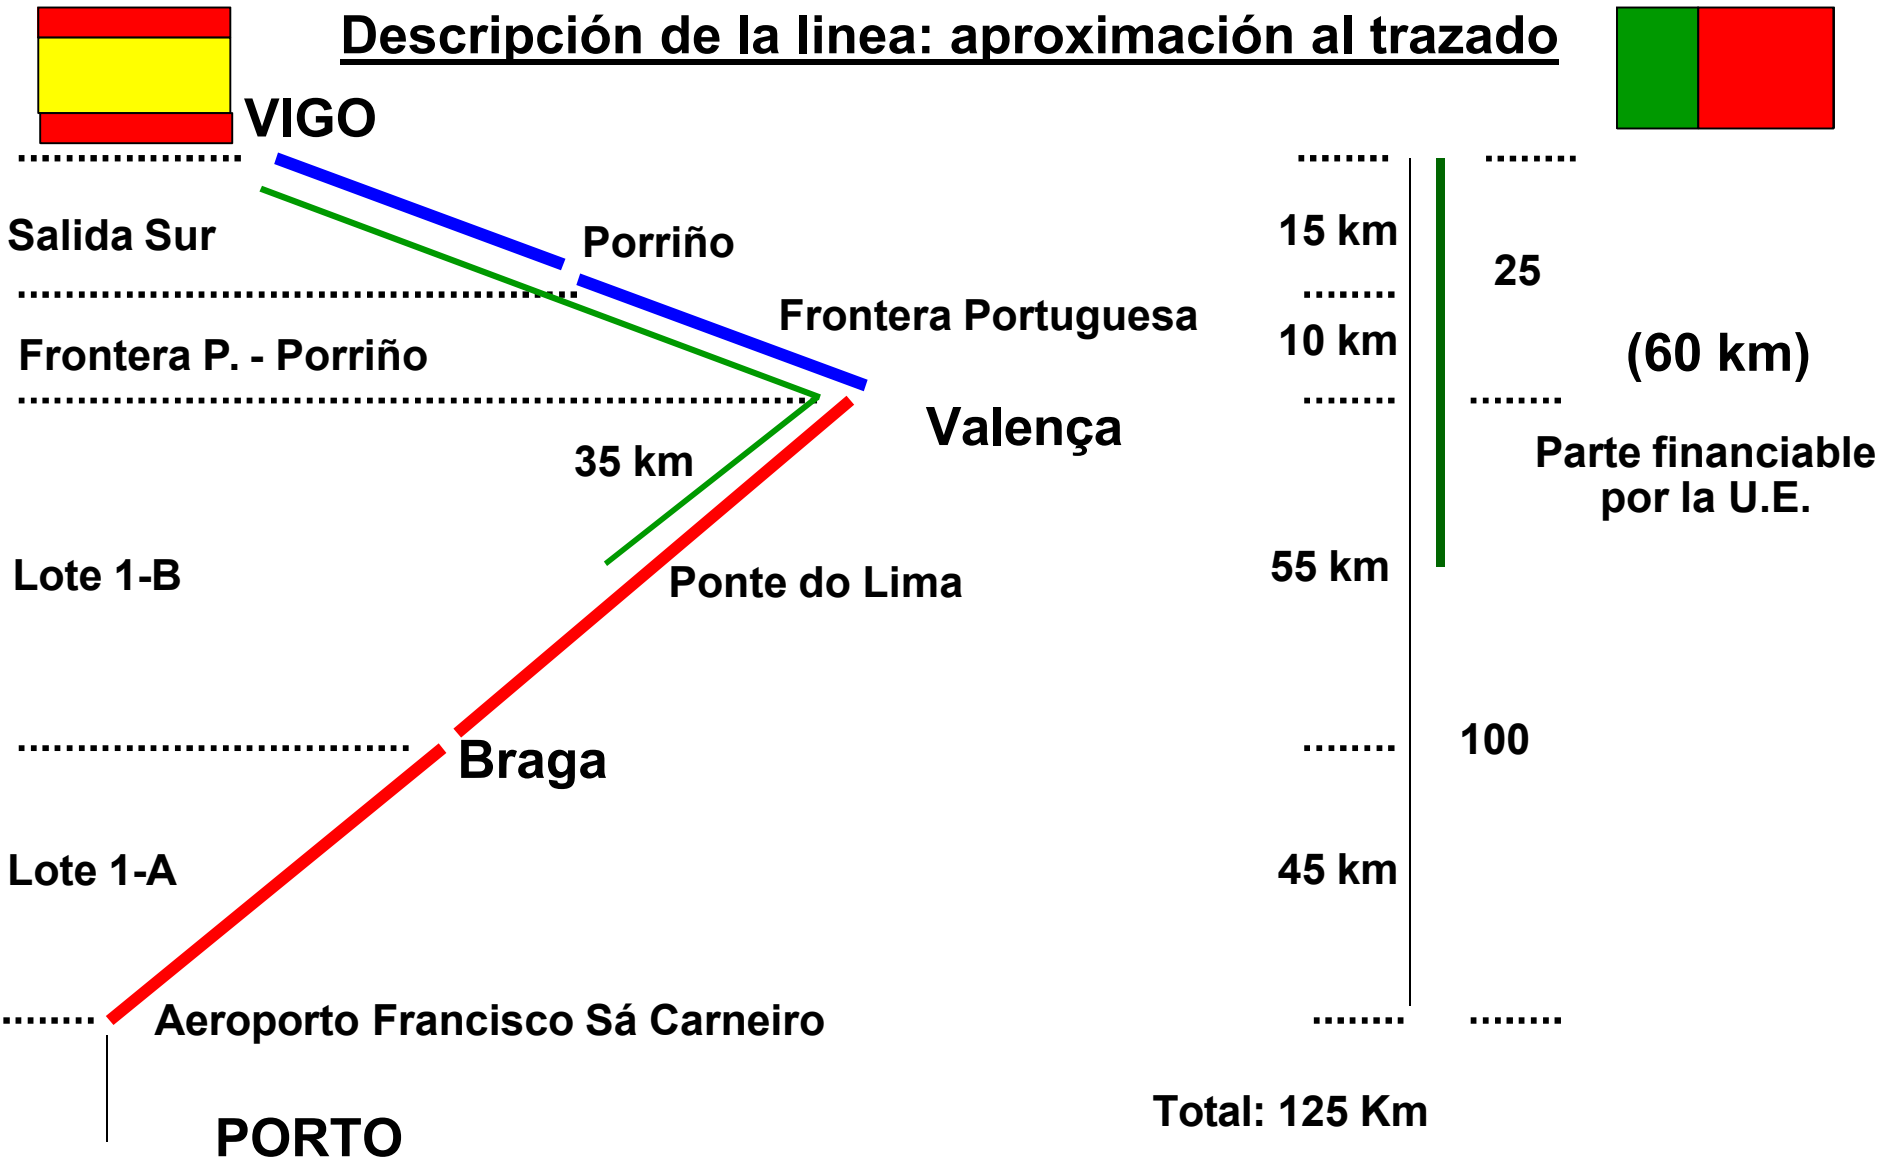 Descripción de la linea: aproximación al trazado
VIGO
Salida Sur
Porriño
15 km
25
Frontera Portuguesa
10 km
Frontera P. - Porriño
(60 km)
Valença
35 km
Parte financiable
por la U.E.
Lote 1-B
Ponte do Lima
55 km
Braga
100
Lote 1-A
45 km
Aeroporto Francisco Sá Carneiro
Total: 125 Km
PORTO